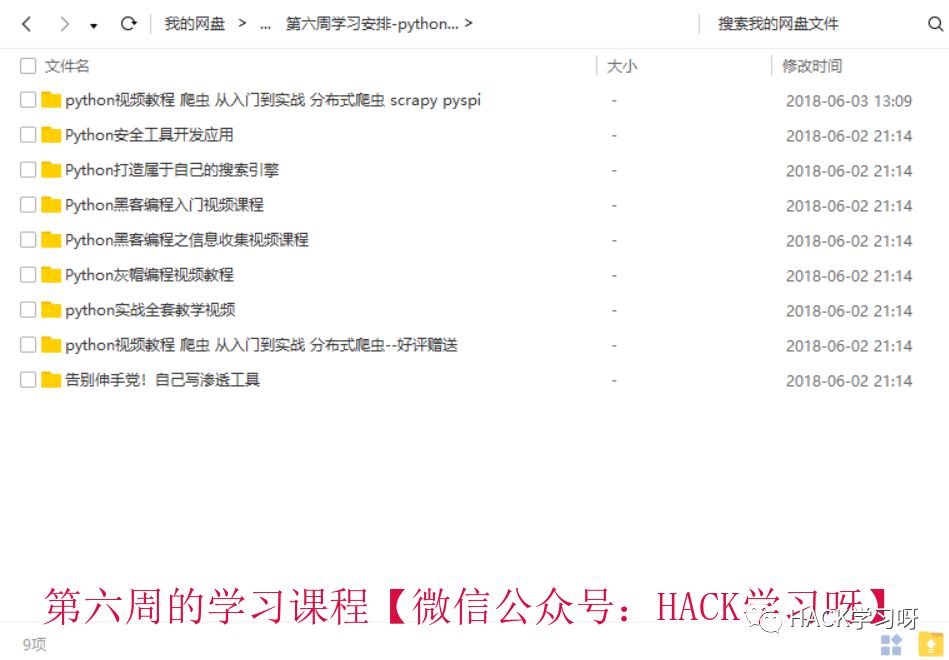 我的网盘 > ... 第六周学习安排-python... > 搜索我的网盘文件
文件名 大小 修改时间
python视频教程 爬虫 从入门到实战 分布式爬虫 scrapy pyspi - 2018-06-03 13:09
Python安全工具开发应用 - 2018-06-02 21:14
Python打造属于自己的搜索引擎 - 2018-06-02 21:14
Python黑客编程入门视频课程 - 2018-06-02 21:14
Python黑客编程之信息收集视频课程 - 2018-06-02 21:14
Python灰帽编程视频教程 - 2018-06-02 21:14
python实战全套教学视频 - 2018-06-02 21:14
python视频教程 爬虫 从入门到实战 分布式爬虫--好评赠送 - 2018-06-02 21:14
告别伸手党！自己写渗透工具 - 2018-06-02 21:14
第六周的学习课程【微信公众号：HACK学习呀】
HACK学习呀
9项